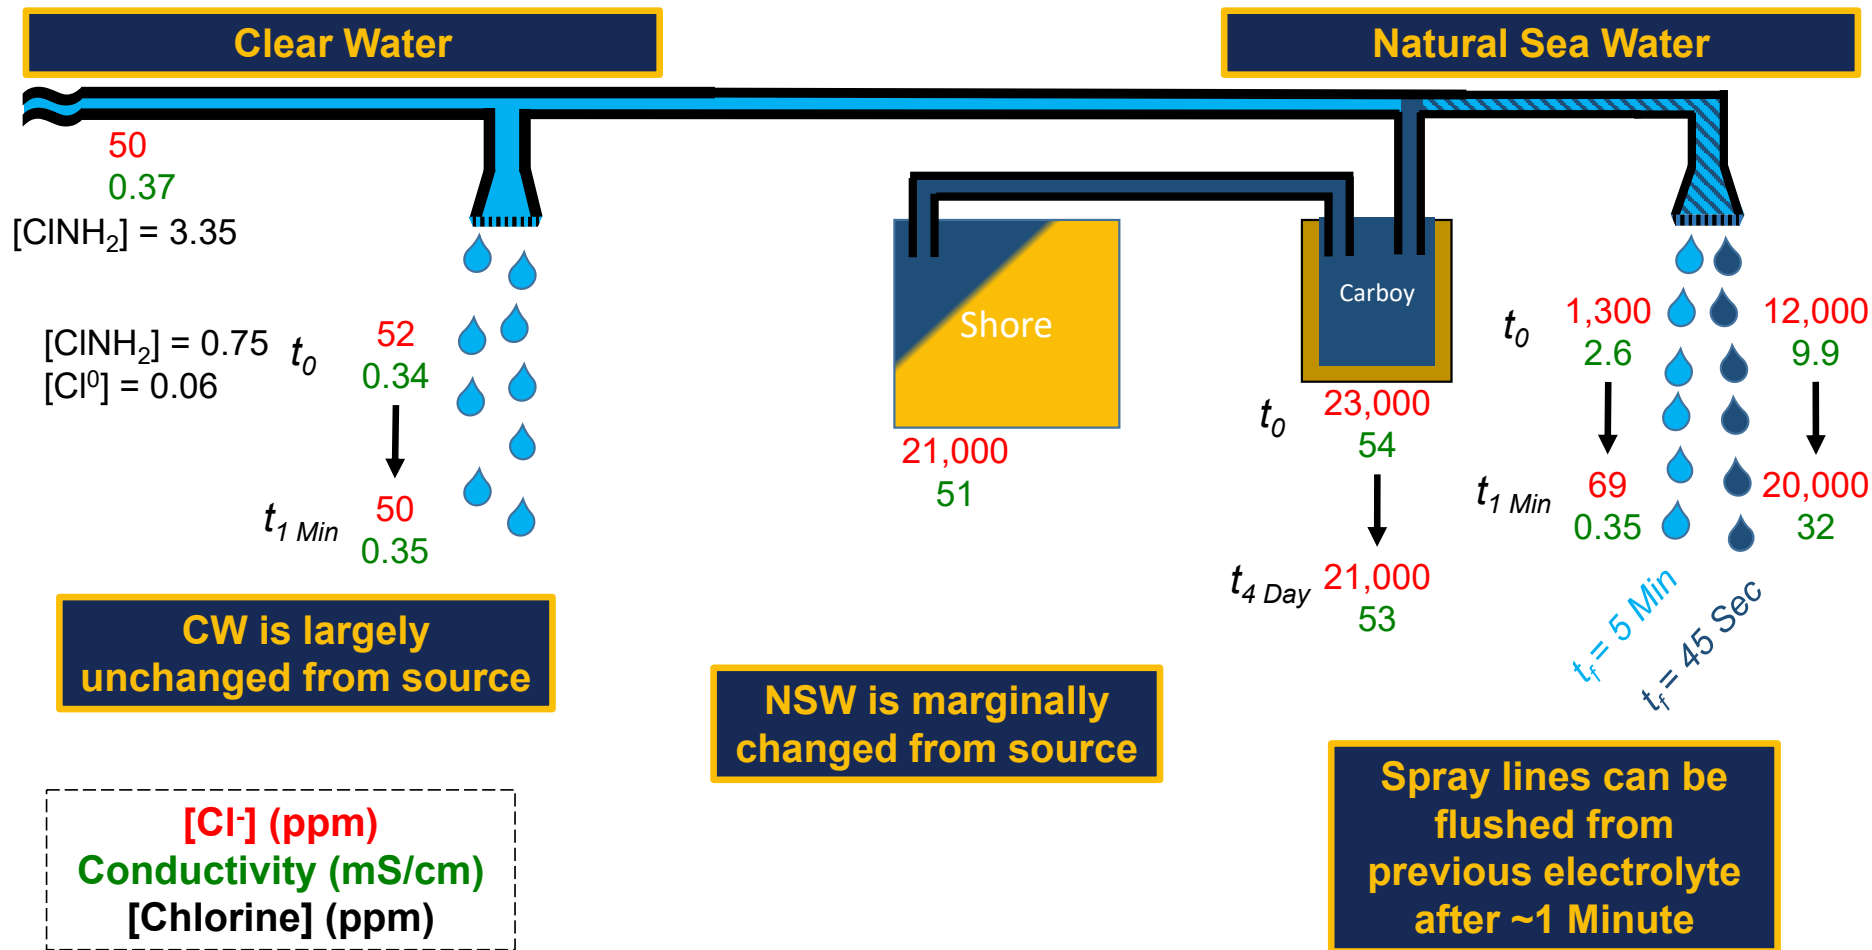 Clear Water
Natural Sea Water
50
0.37
[ClNH₂] = 3.35
[ClNH₂] = 0.75
[Cl⁰] = 0.06
t₀
52
0.34
t₁ Min
50
0.35
CW is largely
unchanged from source
Shore
21,000
51
Carboy
t₀
23,000
54
t₄ Day
21,000
53
NSW is marginally
changed from source
t₀
1,300
2.6
12,000
9.9
t₁ Min
69
0.35
20,000
32
t_f = 5 Min
t_f = 45 Sec
Spray lines can be
flushed from
previous electrolyte
after ~1 Minute
[Cl⁻] (ppm)
Conductivity (mS/cm)
[Chlorine] (ppm)